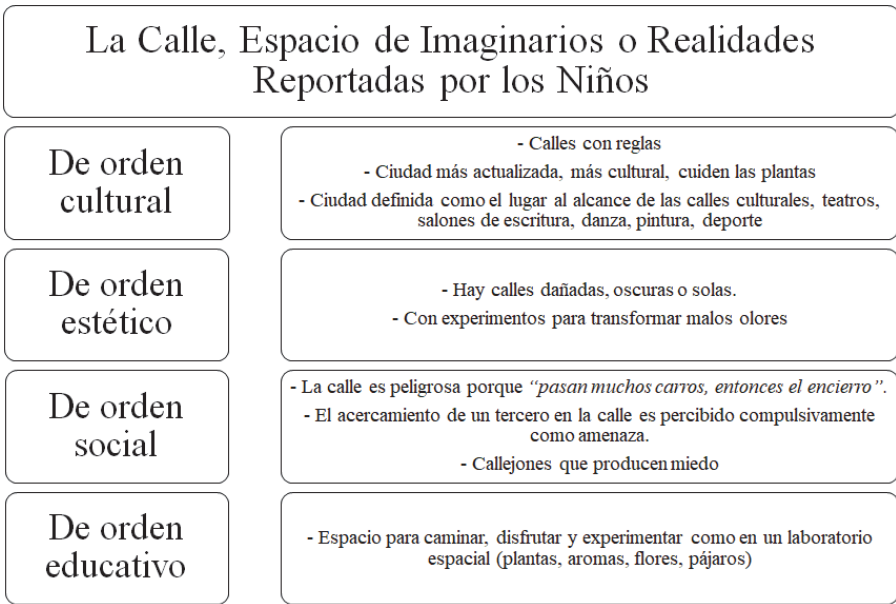 La Calle, Espacio de Imaginarios o Realidades
Reportadas por los Niños
De orden
cultural
- Calles con reglas
- Ciudad más actualizada, más cultural, cuiden las plantas
- Ciudad definida como el lugar al alcance de las calles culturales, teatros,
salones de escritura, danza, pintura, deporte
De orden
estético
- Hay calles dañadas, oscuras o solas.
- Con experimentos para transformar malos olores
De orden
social
- La calle es peligrosa porque “pasan muchos carros, entonces el encierro”.
- El acercamiento de un tercero en la calle es percibido compulsivamente
como amenaza.
- Callejones que producen miedo
De orden
educativo
- Espacio para caminar, disfrutar y experimentar como en un laboratorio
espacial (plantas, aromas, flores, pájaros)